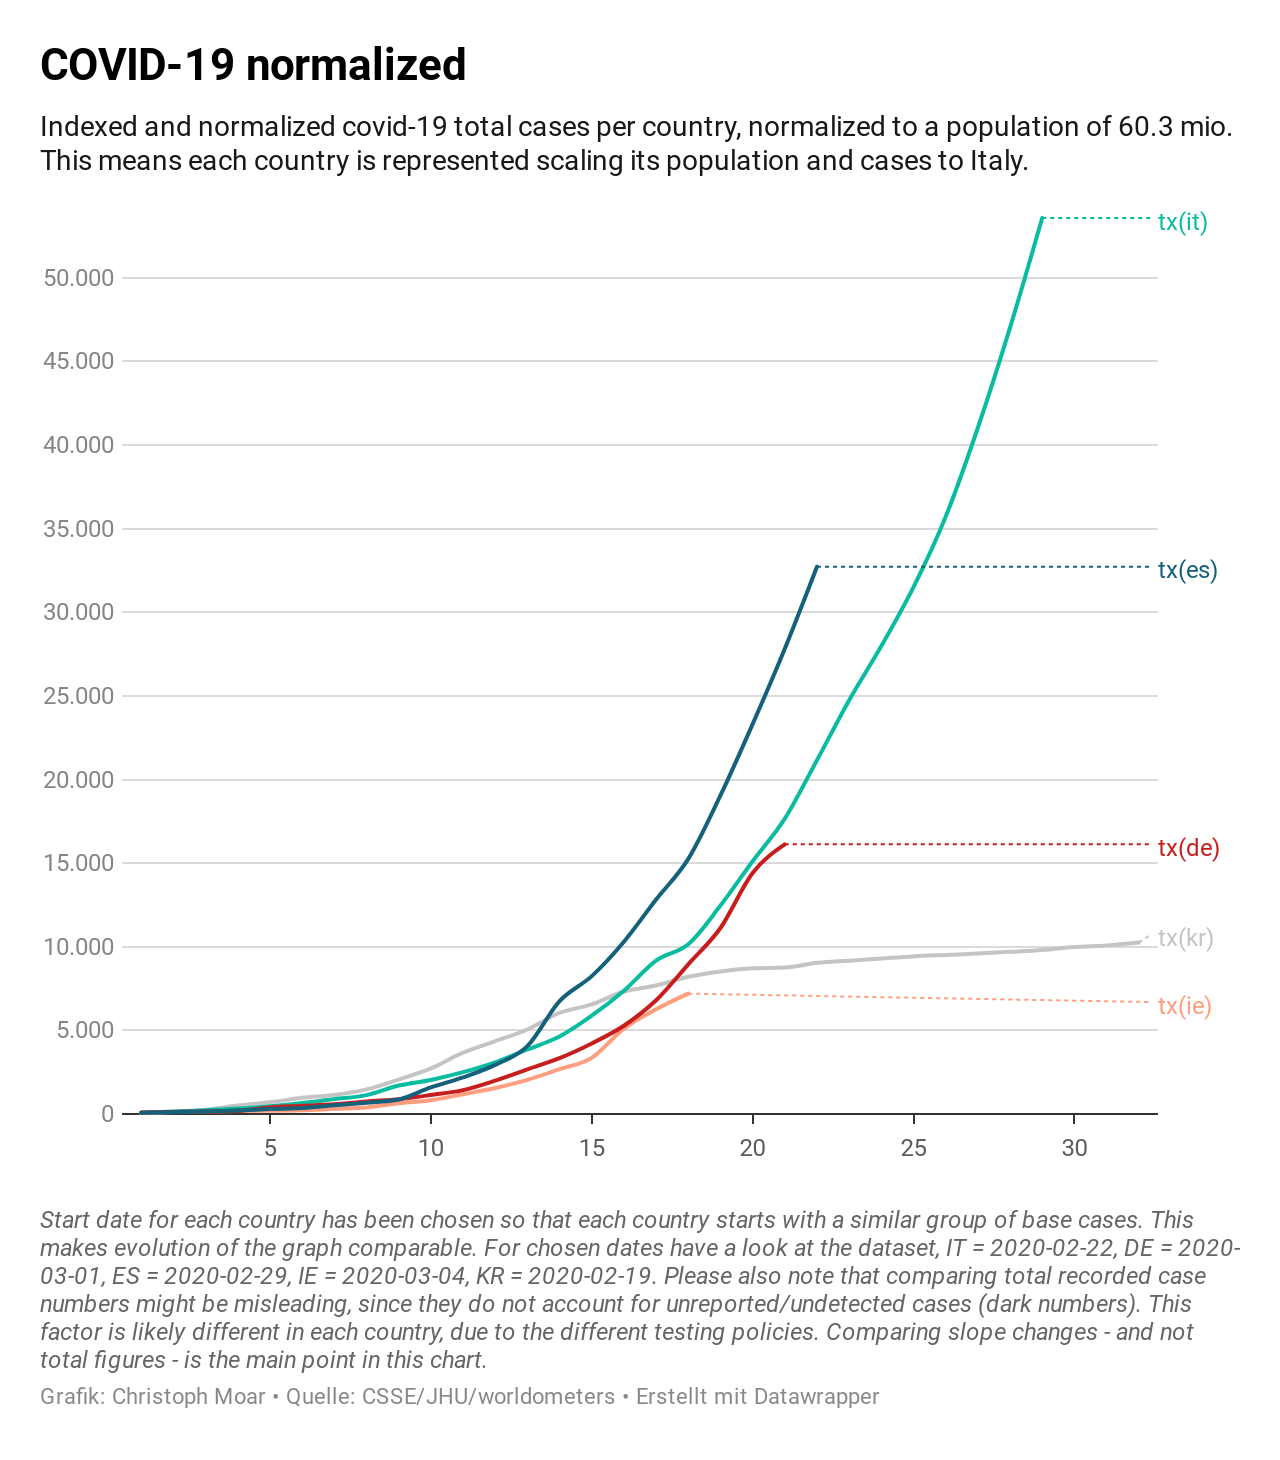 COVID-19 normalized
Indexed and normalized covid-19 total cases per country, normalized to a population of 60.3 mio.
This means each country is represented scaling its population and cases to Italy.
tx(it)
50.000
45.000
40.000
35.000
tx(es)
30.000
25.000
20.000
15.000
tx(de)
10.000
tx(kr)
tx(ie)
5.000
0
5
10
15
20
25
30
Start date for each country has been chosen so that each country starts with a similar group of base cases. This
makes evolution of the graph comparable. For chosen dates have a look at the dataset, IT = 2020-02-22, DE = 2020-
03-01, ES = 2020-02-29, IE = 2020-03-04, KR = 2020-02-19. Please also note that comparing total recorded case
numbers might be misleading, since they do not account for unreported/undetected cases (dark numbers). This
factor is likely different in each country, due to the different testing policies. Comparing slope changes - and not
total figures - is the main point in this chart.
Grafik: Christoph Moar • Quelle: CSSE/JHU/worldometers • Erstellt mit Datawrapper